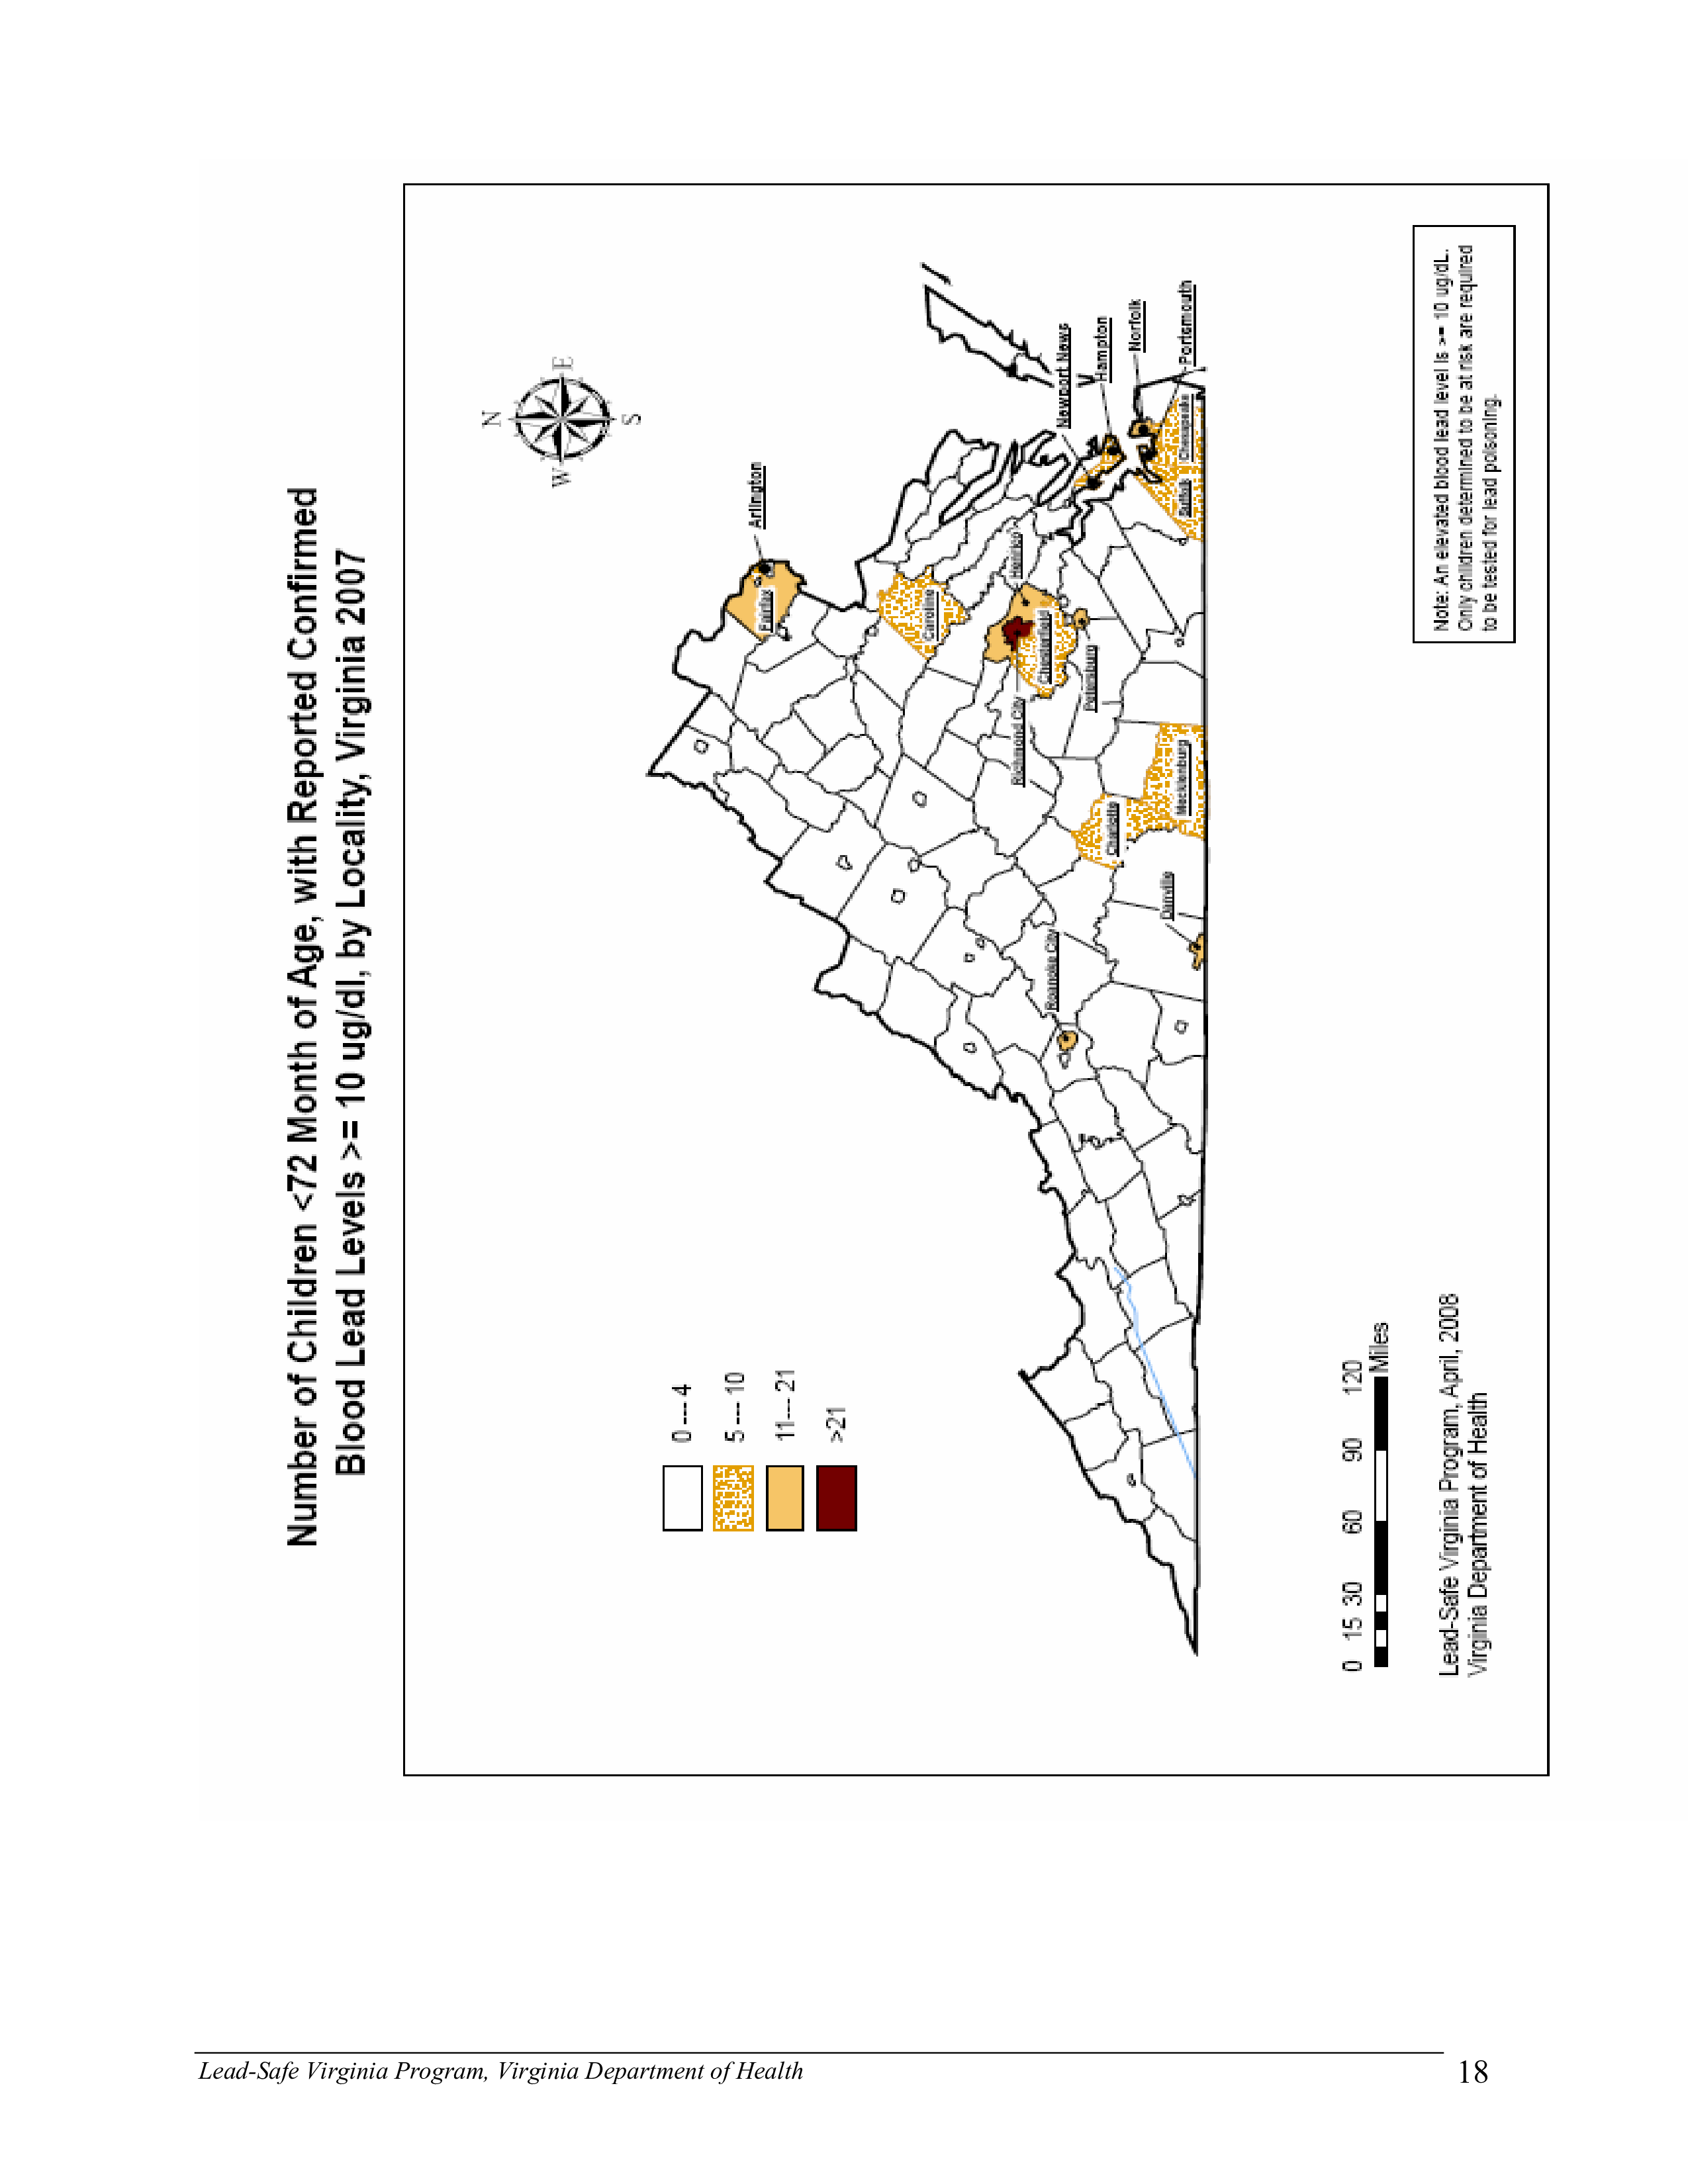 Number of Children <72 Month of Age, with Reported Confirmed
Blood Lead Levels >= 10 ug/dl, by Locality, Virginia 2007
N
W
E
S
0 --- 4
5 --- 10
11--- 21
>21
Arlington
Fairfax
Caroline
Henrico
Chesterfield
Richmond City
Petersburg
Newport News
Hampton
Norfolk
Portsmouth
Chesapeake
Suffolk
Charlotte
Mecklenburg
Danville
Roanoke City
0 15 30 60 90 120
Miles
Lead-Safe Virginia Program, April, 2008
Virginia Department of Health
Note: An elevated blood lead level is >= 10 ug/dL.
Only children determined to be at risk are required
to be tested for lead poisoning.
Lead-Safe Virginia Program, Virginia Department of Health
18